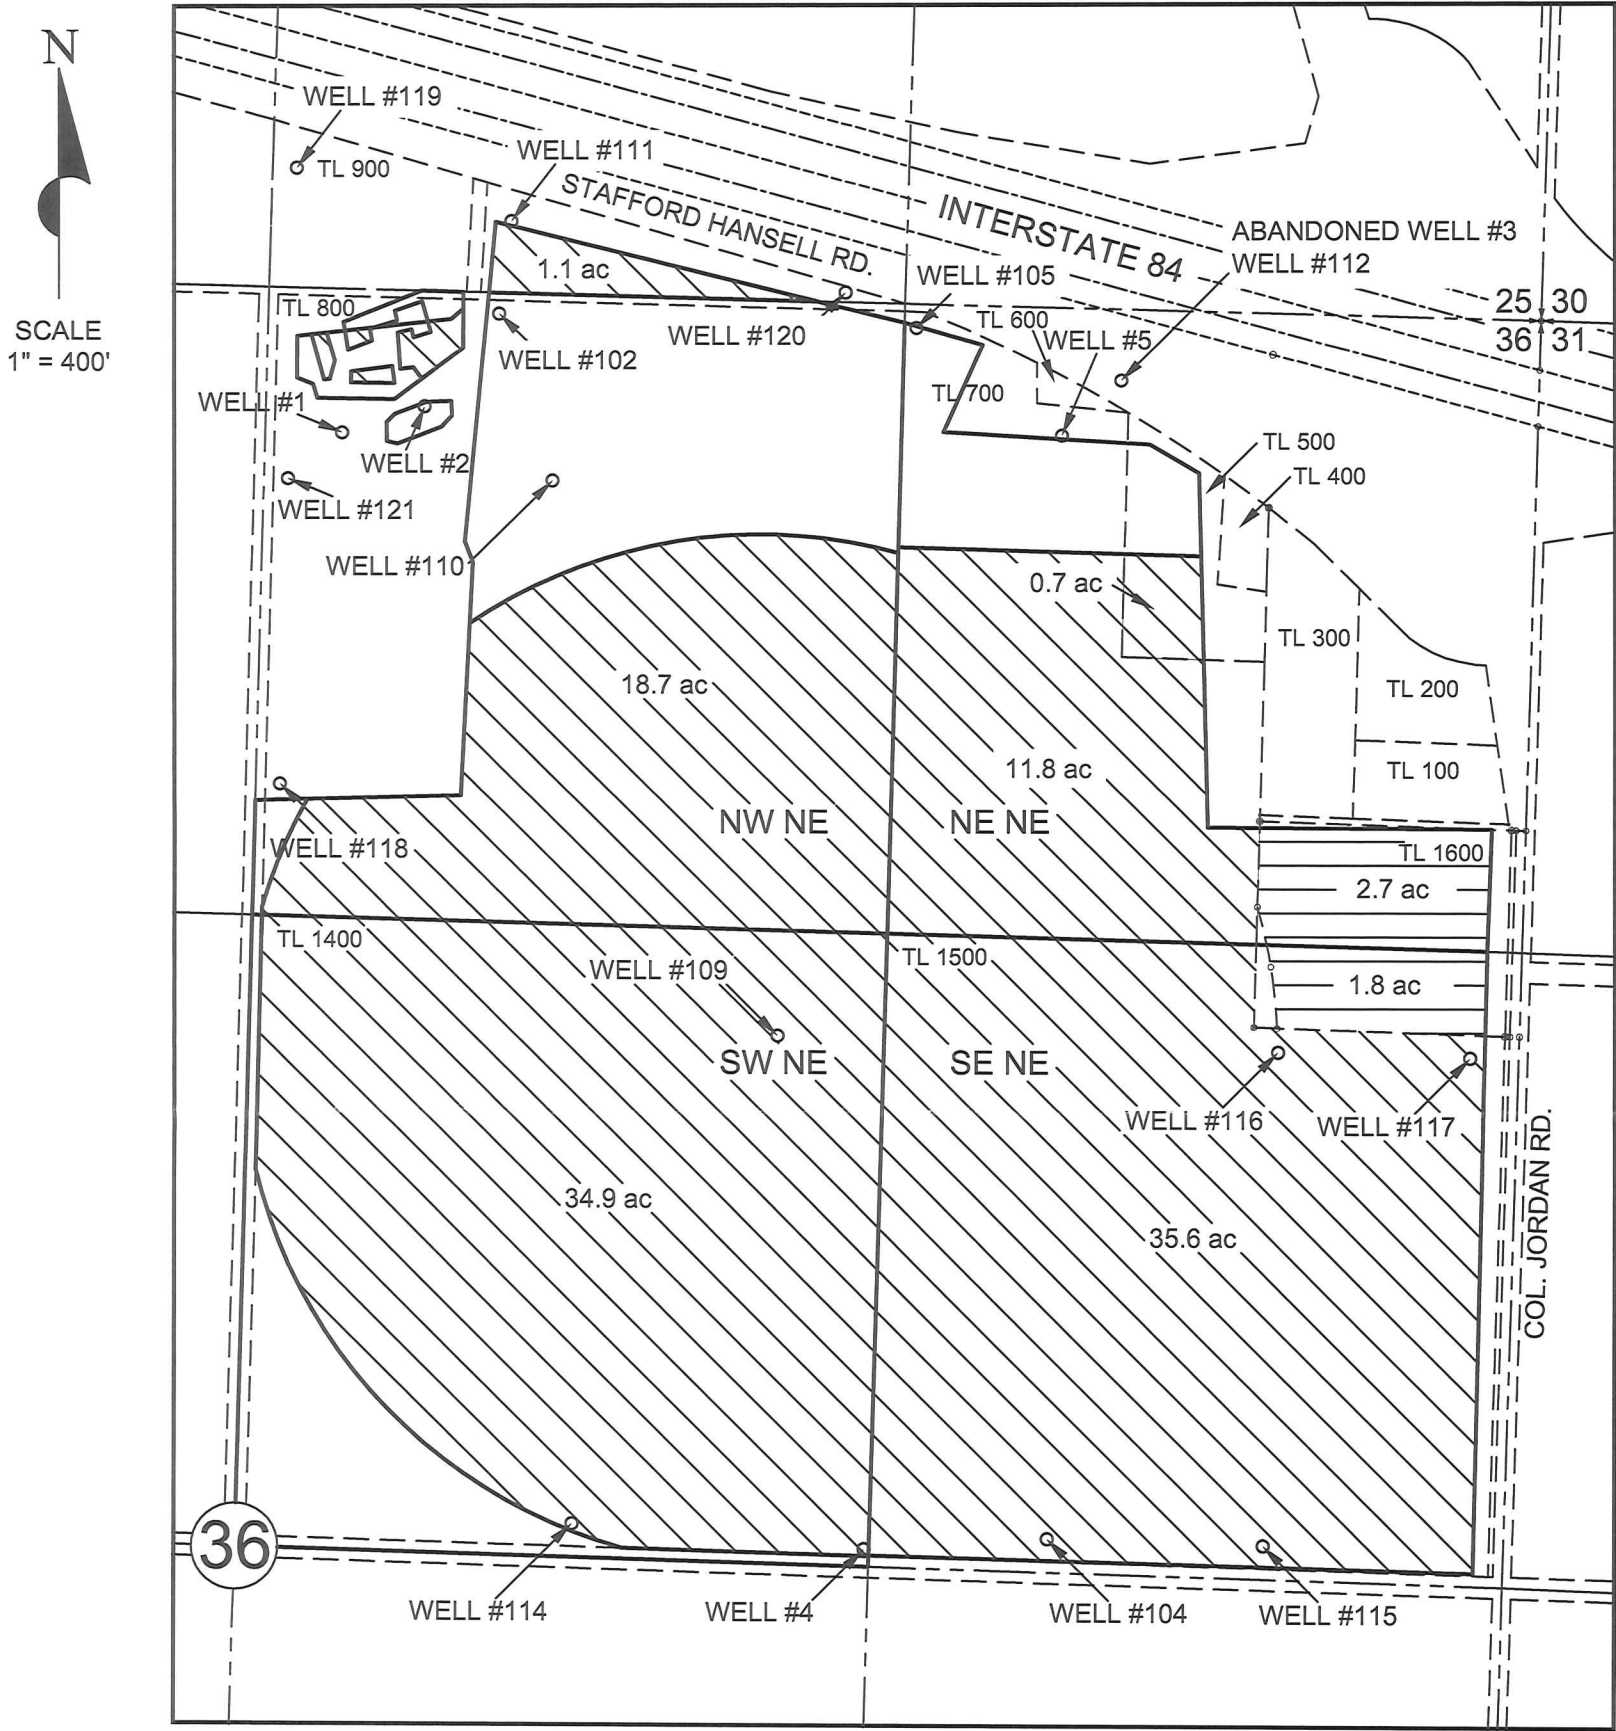 N
SCALE
1" = 400'
WELL #119
TL 900
WELL #111
STAFFORD HANSELL RD.
INTERSTATE 84
1.1 ac
ABANDONED WELL #3
WELL #112
WELL #105
TL 800
WELL #120
WELL #102
TL 600
WELL #5
25 30
36 31
WELL #1
TL 700
WELL #2
TL 500
TL 400
WELL #121
WELL #110
0.7 ac
TL 300
18.7 ac
TL 200
11.8 ac
TL 100
NW NE
NE NE
WELL #118
TL 1600
2.7 ac
TL 1400
TL 1500
WELL #109
1.8 ac
SW NE
SE NE
WELL #116
WELL #117
COL. JORDAN RD.
34.9 ac
35.6 ac
36
WELL #114
WELL #4
WELL #104
WELL #115